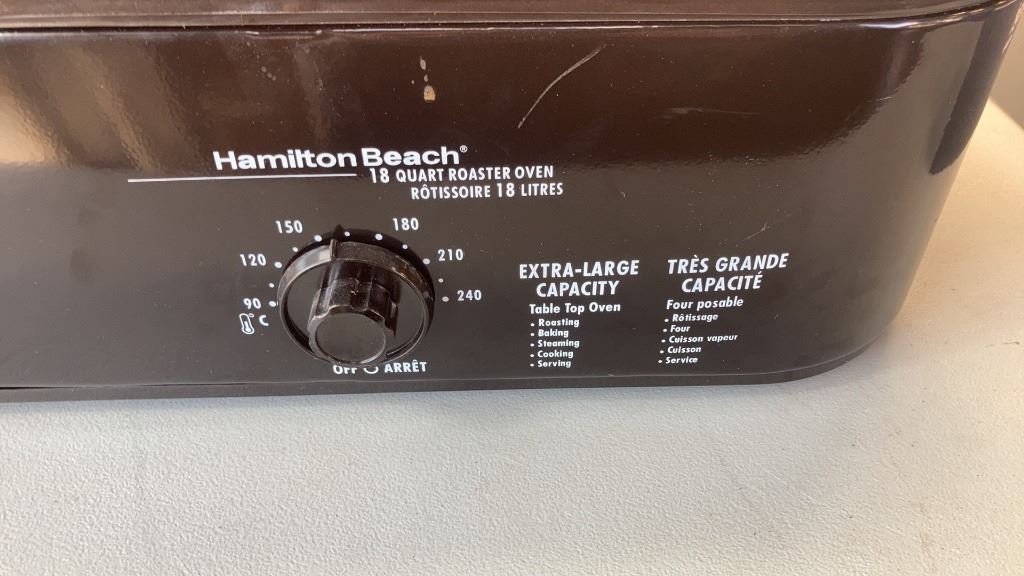 Hamilton Beach®
18 QUART ROASTER OVEN
RÔTISSOIRE 18 LITRES
150
180
120
210
90
240
°C
OFF ARRÊT
EXTRA-LARGE
CAPACITY
Table Top Oven
• Roasting
• Baking
• Steaming
• Cooking
• Serving
TRÈS GRANDE
CAPACITÉ
Four posable
• Rôtissage
• Four
• Cuisson vapeur
• Cuisson
• Service